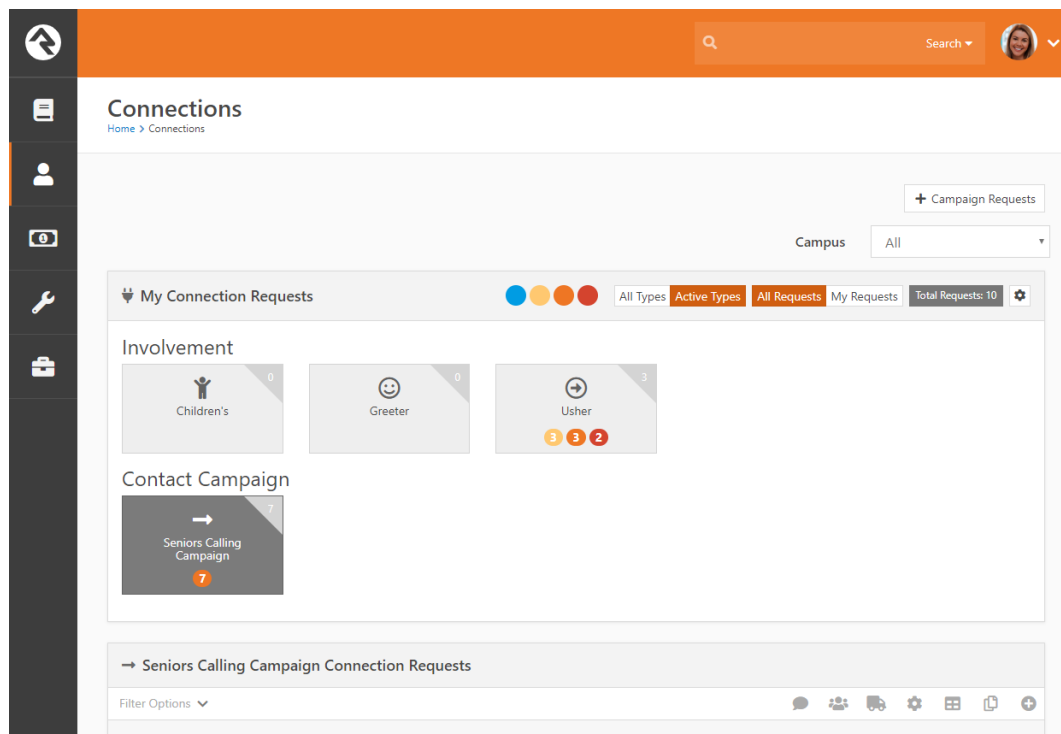 Search
Connections
Home > Connections
+ Campaign Requests
Campus
All
My Connection Requests
All Types
Active Types
All Requests
My Requests
Total Requests: 10
Involvement
0
Children's
0
Greeter
3
Usher
3
3
2
Contact Campaign
7
Seniors Calling
Campaign
7
Seniors Calling Campaign Connection Requests
Filter Options